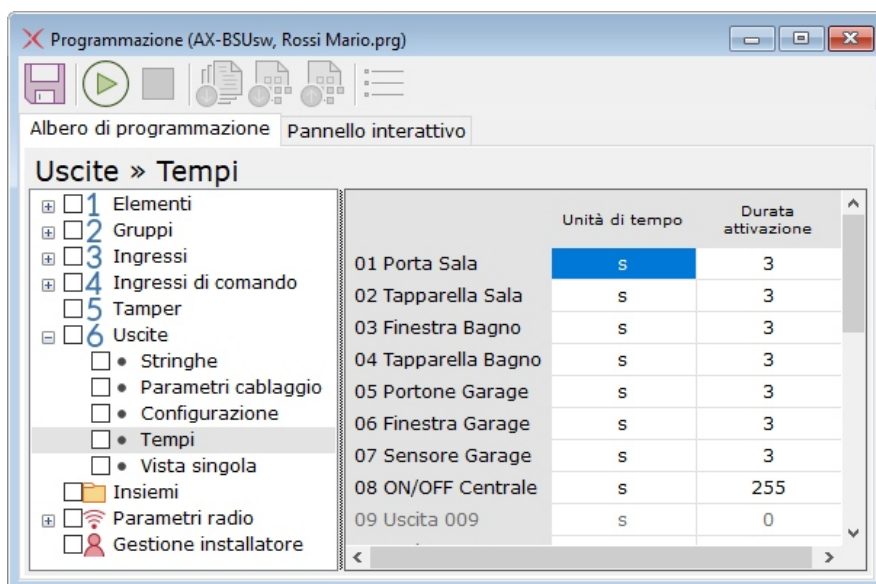 Programmazione (AX-BSUsw, Rossi Mario.prg)
Albero di programmazione Pannello interattivo
Uscite » Tempi
1 Elementi
2 Gruppi
3 Ingressi
4 Ingressi di comando
5 Tamper
6 Uscite
• Stringhe
• Parametri cablaggio
• Configurazione
• Tempi
• Vista singola
Insiemi
Parametri radio
Gestione installatore
Unità di tempo Durata attivazione
01 Porta Sala s 3
02 Tapparella Sala s 3
03 Finestra Bagno s 3
04 Tapparella Bagno s 3
05 Portone Garage s 3
06 Finestra Garage s 3
07 Sensore Garage s 3
08 ON/OFF Centrale s 255
09 Uscita 009 s 0